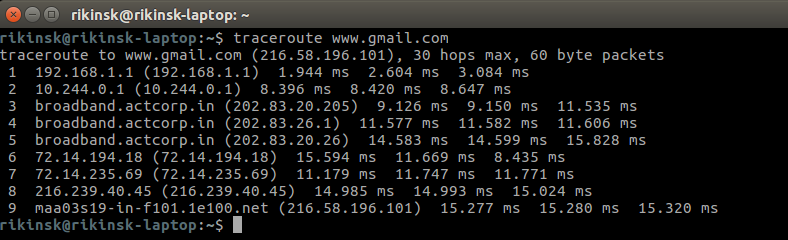 rikinsk@rikinsk-laptop: ~
rikinsk@rikinsk-laptop:~$ traceroute www.gmail.com
traceroute to www.gmail.com (216.58.196.101), 30 hops max, 60 byte packets
 1  192.168.1.1 (192.168.1.1)  1.944 ms  2.604 ms  3.084 ms
 2  10.244.0.1 (10.244.0.1)  8.396 ms  8.420 ms  8.647 ms
 3  broadband.actcorp.in (202.83.20.205)  9.126 ms  9.150 ms  11.535 ms
 4  broadband.actcorp.in (202.83.26.1)  11.577 ms  11.582 ms  11.606 ms
 5  broadband.actcorp.in (202.83.20.26)  14.583 ms  14.599 ms  15.828 ms
 6  72.14.194.18 (72.14.194.18)  15.594 ms  11.669 ms  8.435 ms
 7  72.14.235.69 (72.14.235.69)  11.179 ms  11.747 ms  11.771 ms
 8  216.239.40.45 (216.239.40.45)  14.985 ms  14.993 ms  15.024 ms
 9  maa03s19-in-f101.1e100.net (216.58.196.101)  15.277 ms  15.280 ms  15.320 ms
rikinsk@rikinsk-laptop:~$